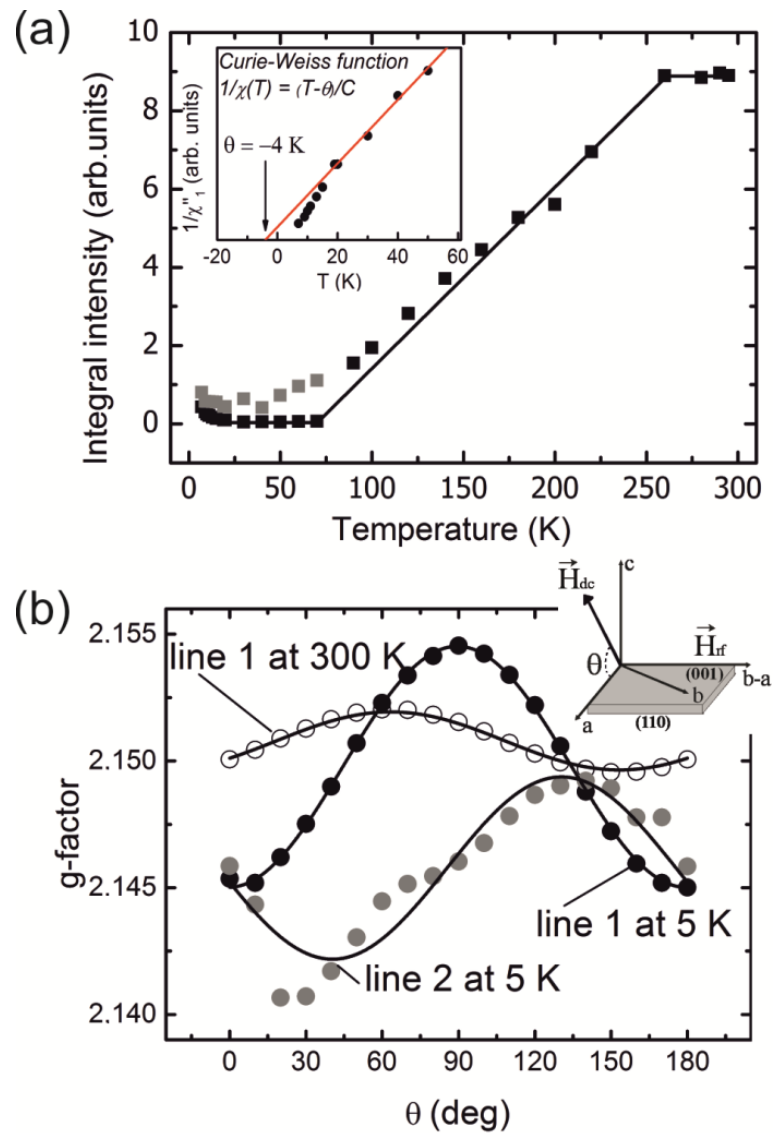 (a)
10
8
6
4
2
0
Integral intensity (arb.units)
0 50 100 150 200 250 300
Temperature (K)
Curie-Weiss function
1/χ(T) = (T-θ)/C
θ = −4 K
1/χ"₁ (arb. units)
-20 0 20 40 60
T (K)
(b)
2.155
2.150
2.145
2.140
g-factor
0 30 60 90 120 150 180
θ (deg)
line 1 at 300 K
line 1 at 5 K
line 2 at 5 K
c
H⃗dc
H⃗rf
θ
(001)
b-a
b
a
(110)